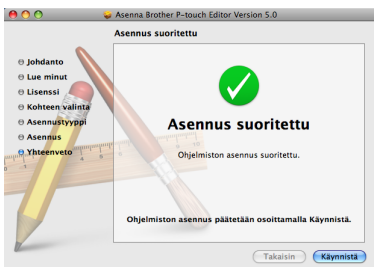 Asenna Brother P-touch Editor Version 5.0
Asennus suoritettu
Johdanto
Lue minut
Lisenssi
Kohteen valinta
Asennustyyppi
Asennus
Yhteenveto
Asennus suoritettu
Ohjelmiston asennus suoritettu.
Ohjelmiston asennus päätetään osoittamalla Käynnistä.
Takaisin
Käynnistä